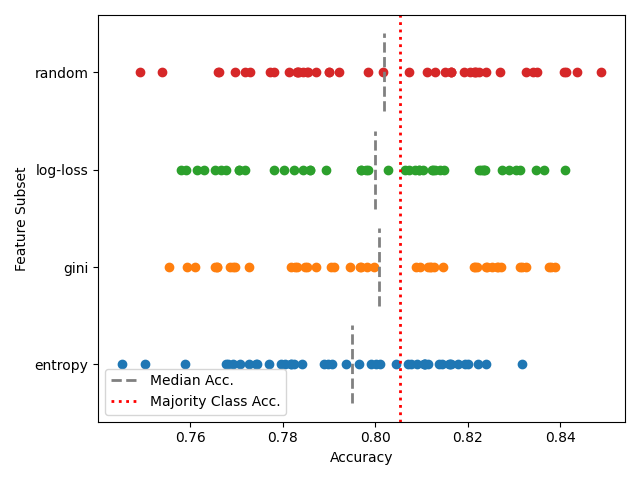 random
log-loss
gini
entropy
Feature Subset
Median Acc.
Majority Class Acc.
0.76 0.78 0.80 0.82 0.84
Accuracy